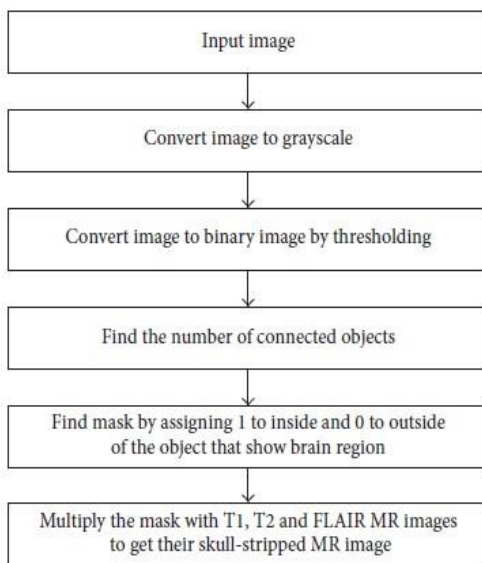 Input image
Convert image to grayscale
Convert image to binary image by thresholding
Find the number of connected objects
Find mask by assigning 1 to inside and 0 to outside
of the object that show brain region
Multiply the mask with T1, T2 and FLAIR MR images
to get their skull-stripped MR image